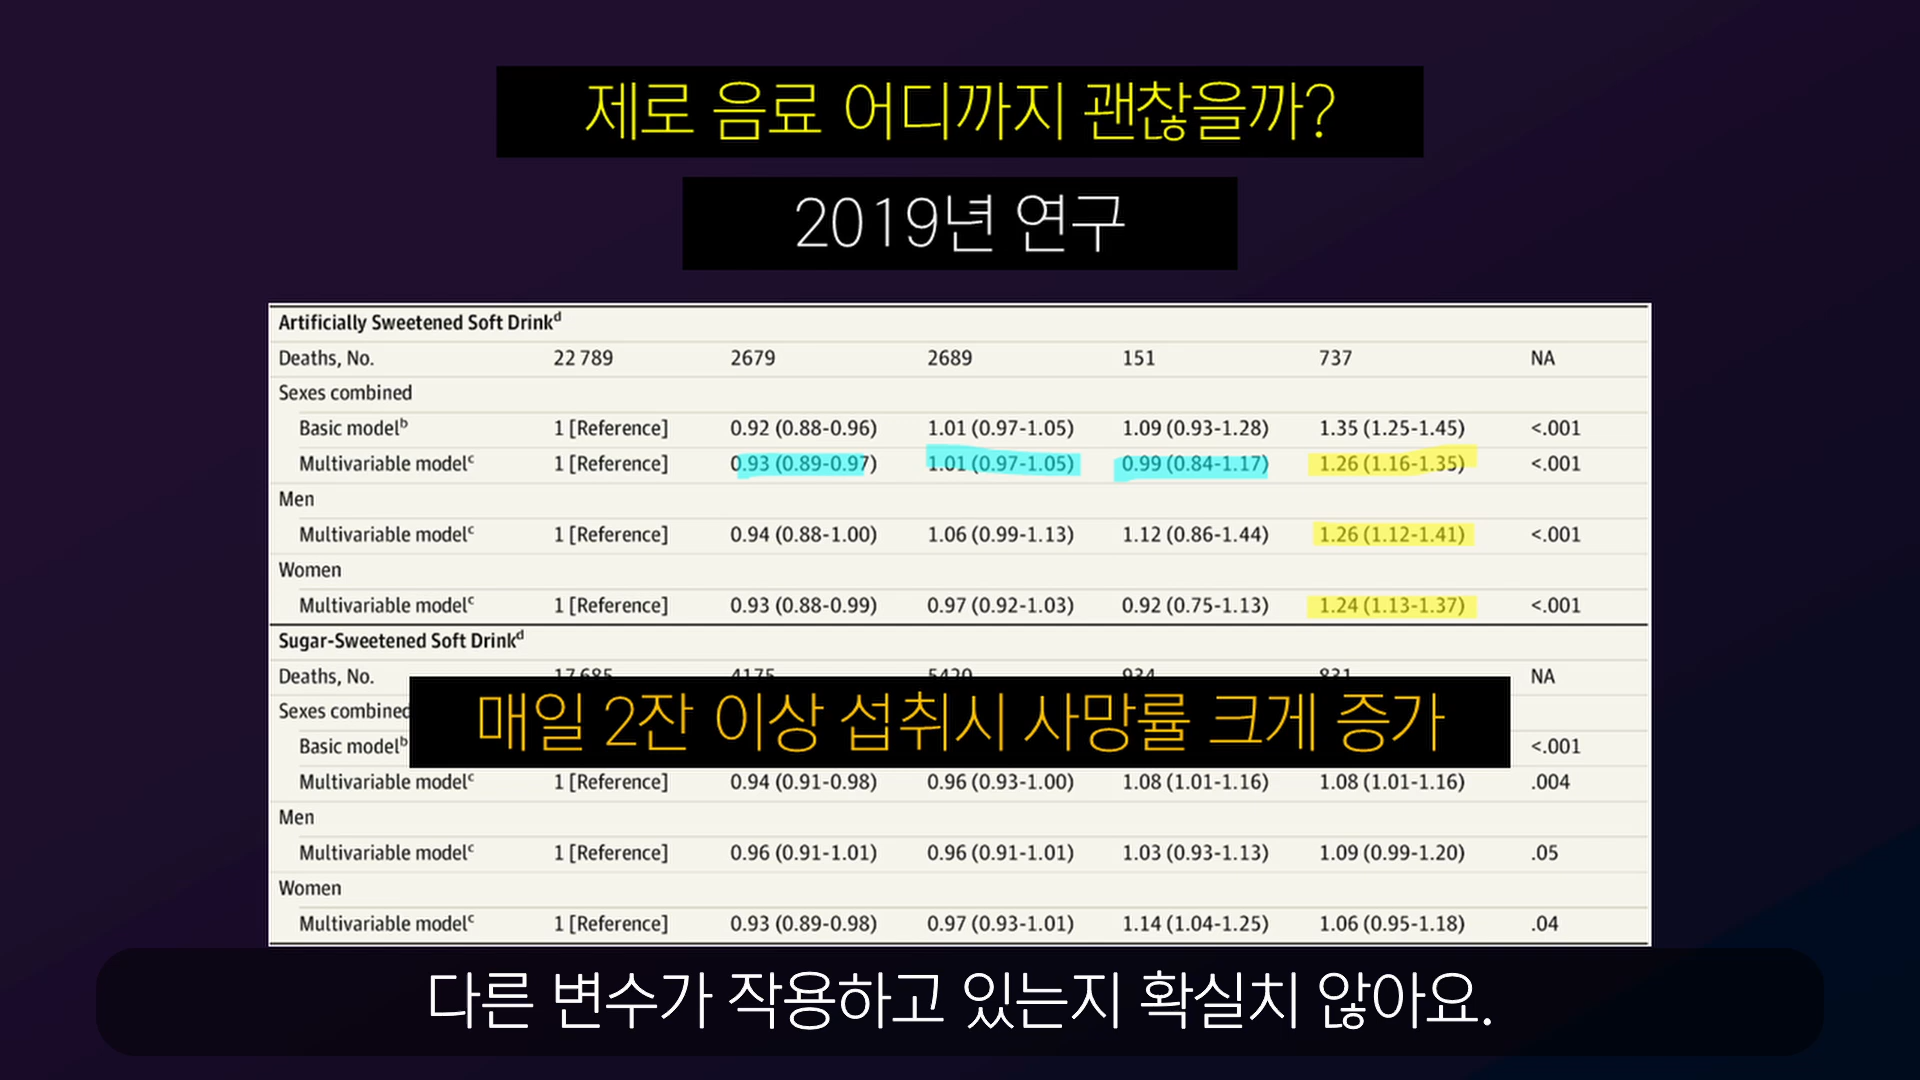 제로 음료 어디까지 괜찮을까?
2019년 연구
Artificially Sweetened Soft Drinkᵈ
Deaths, No. 22 789 2679 2689 151 737 NA
Sexes combined
Basic modelᵇ 1 [Reference] 0.92 (0.88-0.96) 1.01 (0.97-1.05) 1.09 (0.93-1.28) 1.35 (1.25-1.45) <.001
Multivariable modelᶜ 1 [Reference] 0.93 (0.89-0.97) 1.01 (0.97-1.05) 0.99 (0.84-1.17) 1.26 (1.16-1.35) <.001
Men
Multivariable modelᶜ 1 [Reference] 0.94 (0.88-1.00) 1.06 (0.99-1.13) 1.12 (0.86-1.44) 1.26 (1.12-1.41) <.001
Women
Multivariable modelᶜ 1 [Reference] 0.93 (0.88-0.99) 0.97 (0.92-1.03) 0.92 (0.75-1.13) 1.24 (1.13-1.37) <.001
Sugar-Sweetened Soft Drinkᵈ
Deaths, No. NA
Sexes combined
매일 2잔 이상 섭취시 사망률 크게 증가
Basic modelᵇ <.001
Multivariable modelᶜ 1 [Reference] 0.94 (0.91-0.98) 0.96 (0.93-1.00) 1.08 (1.01-1.16) 1.08 (1.01-1.16) .004
Men
Multivariable modelᶜ 1 [Reference] 0.96 (0.91-1.01) 0.96 (0.91-1.01) 1.03 (0.93-1.13) 1.09 (0.99-1.20) .05
Women
Multivariable modelᶜ 1 [Reference] 0.93 (0.89-0.98) 0.97 (0.93-1.01) 1.14 (1.04-1.25) 1.06 (0.95-1.18) .04
다른 변수가 작용하고 있는지 확실치 않아요.